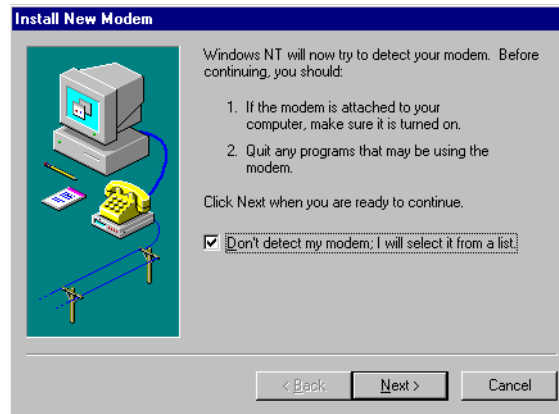 Install New Modem
Windows NT will now try to detect your modem. Before
continuing, you should:
1. If the modem is attached to your
computer, make sure it is turned on.
2. Quit any programs that may be using the
modem.
Click Next when you are ready to continue.
Don't detect my modem; I will select it from a list.
< Back
Next >
Cancel